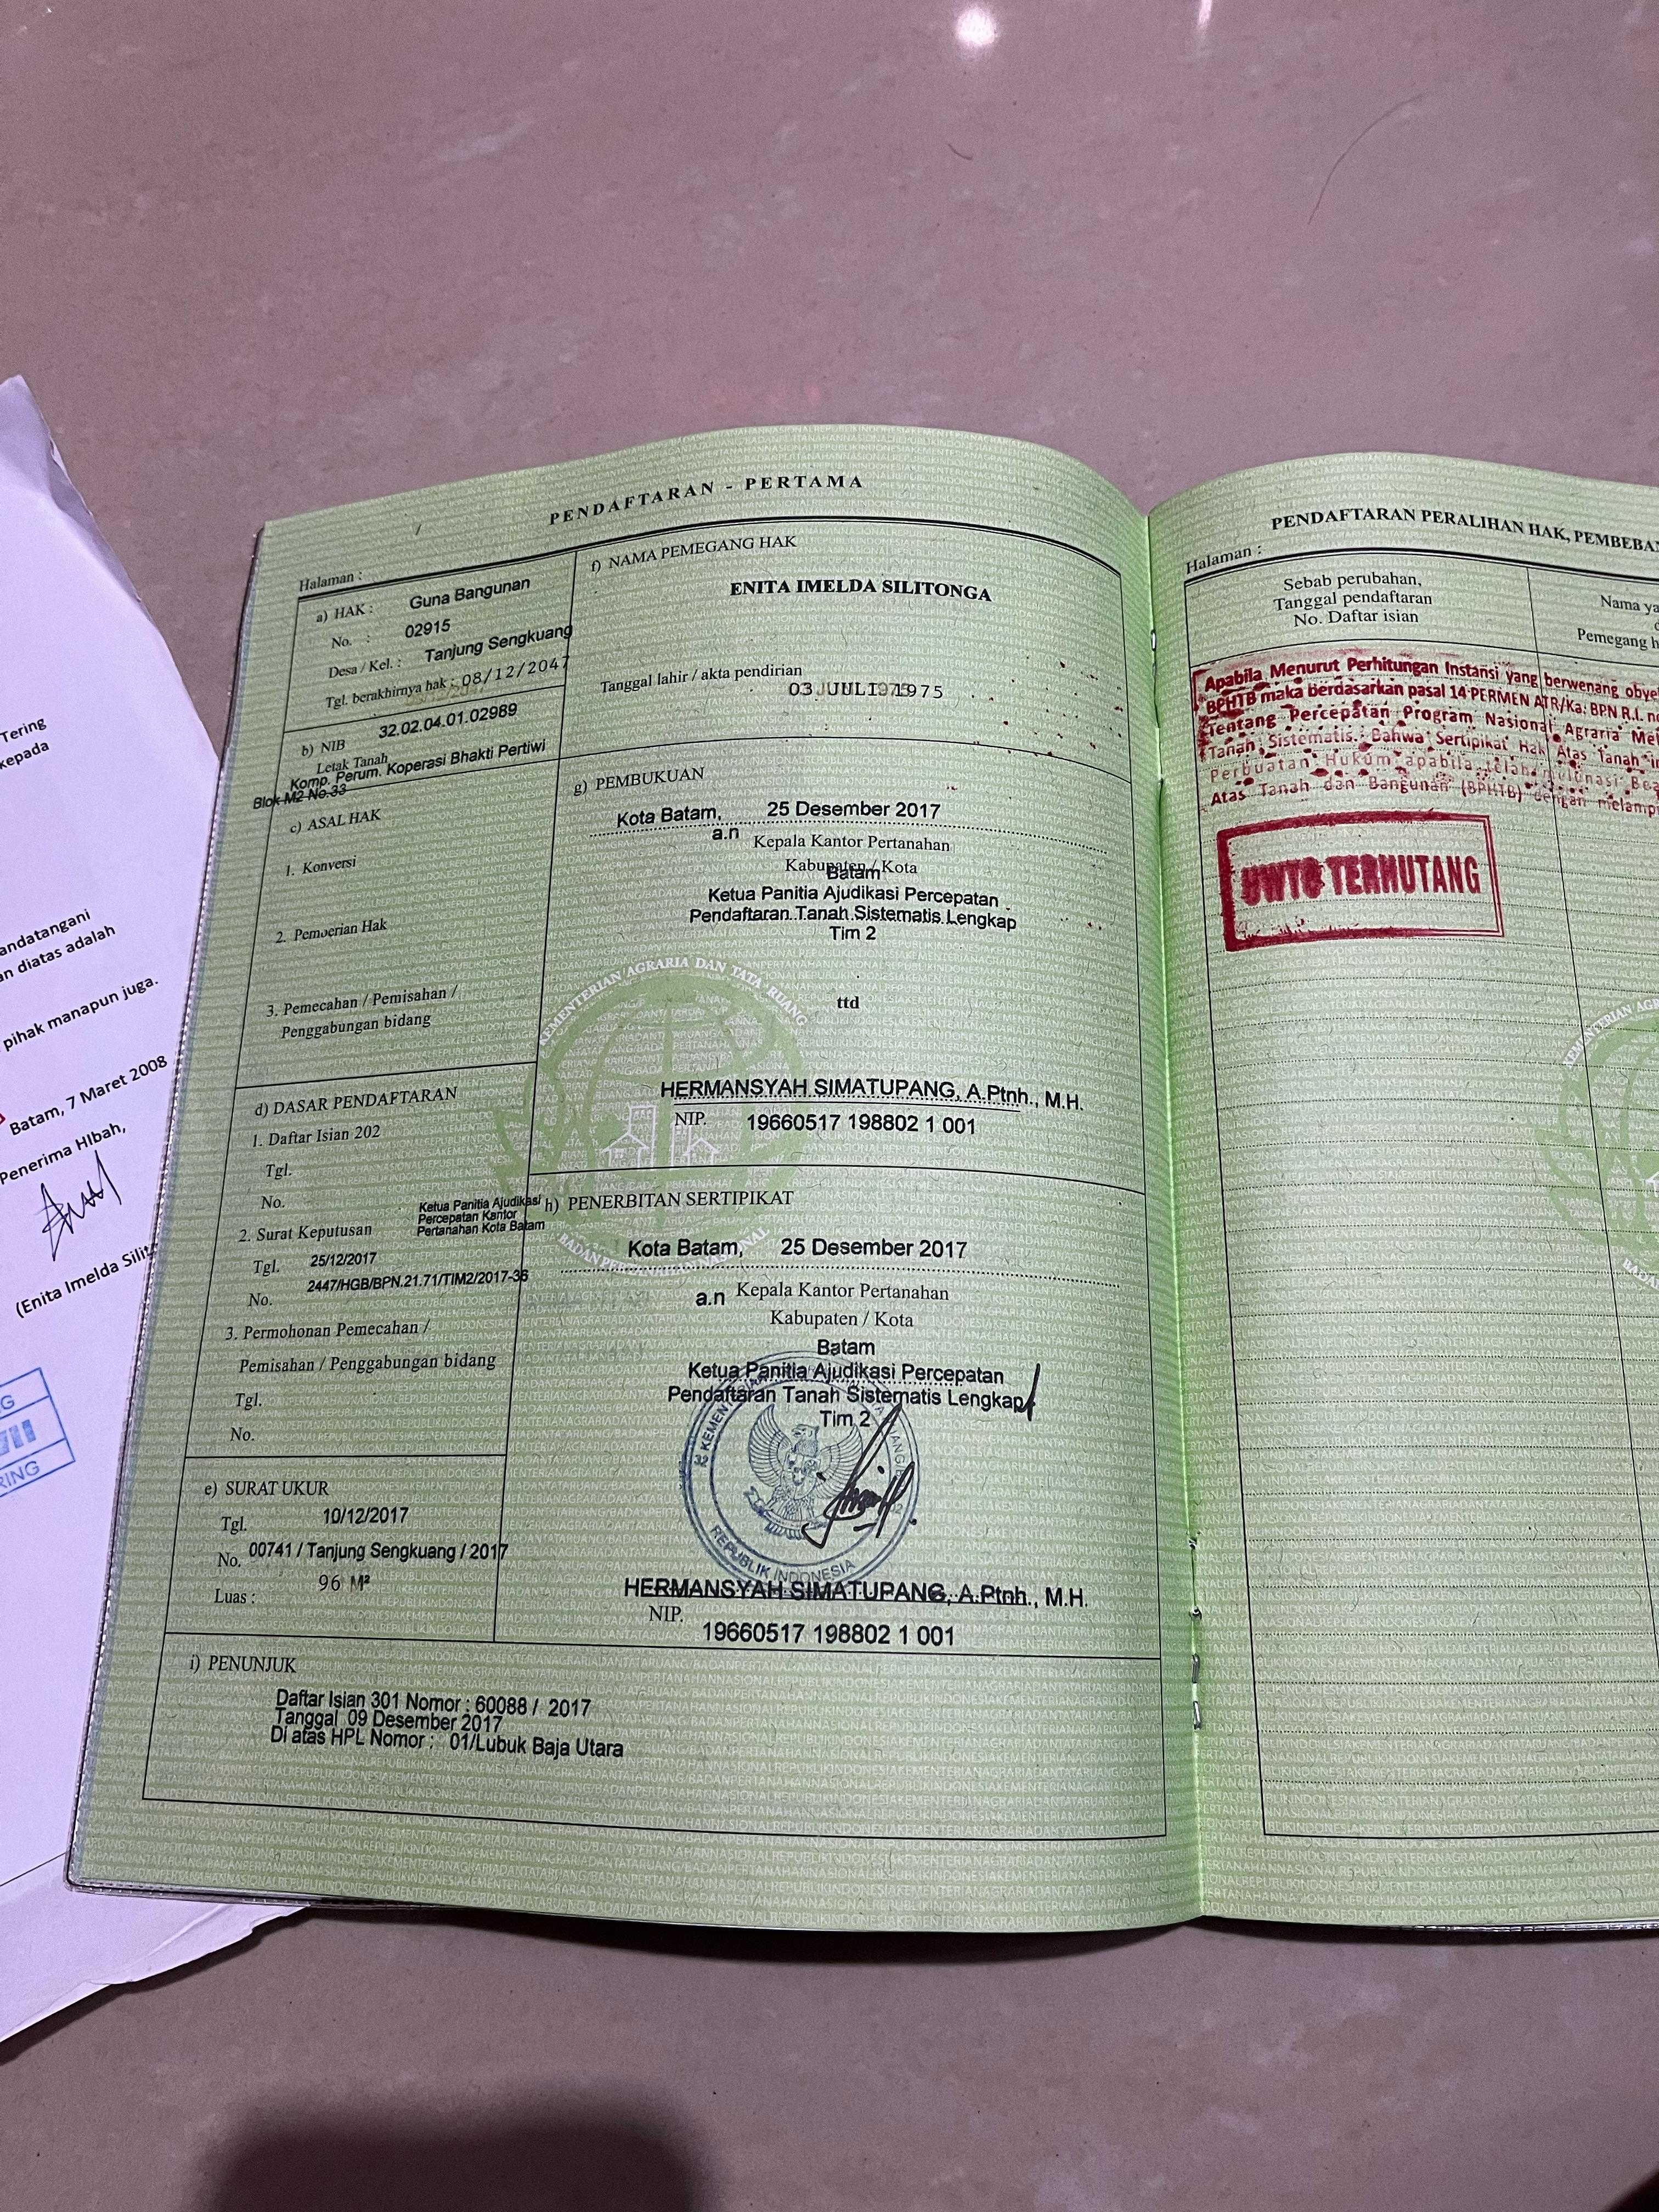 Tering
kepada
andatangani
n diatas adalah
pihak manapun juga.
Batam, 7 Maret 2008
Penerima HIbah,
(Enita Imelda Silit
G
RING
PENDAFTARAN - PERTAMA
Halaman :
a) HAK : Guna Bangunan
No. : 02915
Desa / Kel. : Tanjung Sengkuang
Tgl. berakhirnya hak : 08/12/2047
b) NIB 32.02.04.01.02989
Letak Tanah
Komp. Perum. Koperasi Bhakti Pertiwi
Blok M2 No.33
c) ASAL HAK
1. Konversi
2. Pemberian Hak
3. Pemecahan / Pemisahan /
Penggabungan bidang
d) DASAR PENDAFTARAN
1. Daftar Isian 202
Tgl.
No.
2. Surat Keputusan
Ketua Panitia Ajudikasi
Percepatan Kantor
Pertanahan Kota Batam
Tgl. 25/12/2017
No. 2447/HGB/BPN.21.71/TIM2/2017-36
3. Permohonan Pemecahan /
Pemisahan / Penggabungan bidang
Tgl.
No.
e) SURAT UKUR
Tgl. 10/12/2017
No. 00741 / Tanjung Sengkuang / 2017
Luas : 96 M²
f) NAMA PEMEGANG HAK
ENITA IMELDA SILITONGA
Tanggal lahir / akta pendirian
03 JULI 1975
g) PEMBUKUAN
Kota Batam, 25 Desember 2017
a.n Kepala Kantor Pertanahan
Kabupaten / Kota
Batam
Ketua Panitia Ajudikasi Percepatan
Pendaftaran Tanah Sistematis Lengkap
Tim 2
ttd
HERMANSYAH SIMATUPANG, A.Ptnh., M.H.
NIP. 19660517 198802 1 001
h) PENERBITAN SERTIPIKAT
Kota Batam, 25 Desember 2017
a.n Kepala Kantor Pertanahan
Kabupaten / Kota
Batam
Ketua Panitia Ajudikasi Percepatan
Pendaftaran Tanah Sistematis Lengkap
Tim 2
REPUBLIK INDONESIA
HERMANSYAH SIMATUPANG, A.Ptnh., M.H.
NIP. 19660517 198802 1 001
i) PENUNJUK
Daftar Isian 301 Nomor : 60088 / 2017
Tanggal 09 Desember 2017
Di atas HPL Nomor : 01/Lubuk Baja Utara
KEMENTERIAN AGRARIA DAN TATA RUANG
BADAN PERTANAHAN NASIONAL
PENDAFTARAN PERALIHAN HAK, PEMBEBAN
Halaman :
Sebab perubahan,
Tanggal pendaftaran
No. Daftar isian
Nama ya
Pemegang h
Apabila Menurut Perhitungan Instansi yang berwenang obye
BPHTB maka Berdasarkan pasal 14 PERMEN ATR/Ka. BPN R.I. n
Tentang Percepatan Program Nasional Agraria Me
Tanah Sistematis. Bahwa Sertipikat Hak Atas Tanah in
Perbuatan Hukum apabila telah melunasi Bea
Atas Tanah dan Bangunan (BPHTB) dengan melamp
UWTO TERHUTANG